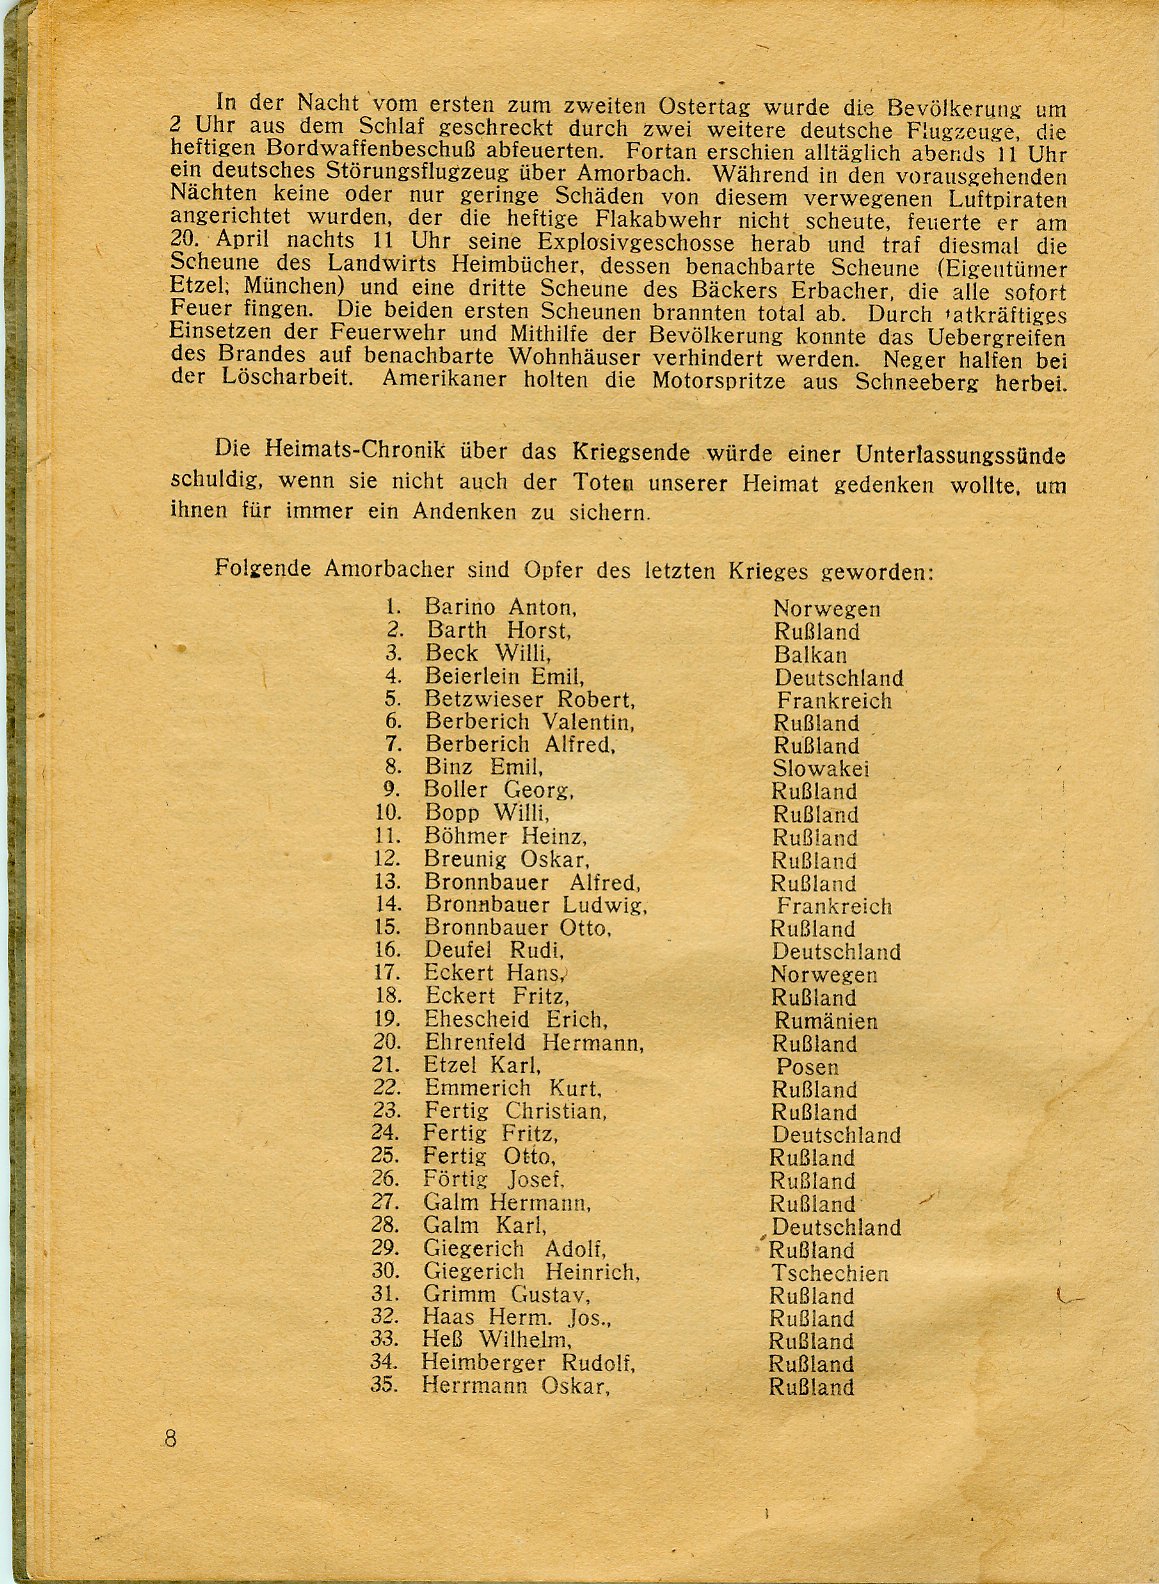 In der Nacht vom ersten zum zweiten Ostertag wurde die Bevölkerung um
2 Uhr aus dem Schlaf geschreckt durch zwei weitere deutsche Flugzeuge, die
heftigen Bordwaffenbeschuß abfeuerten. Fortan erschien alltäglich abends 11 Uhr
ein deutsches Störungsflugzeug über Amorbach. Während in den vorausgehenden
Nächten keine oder nur geringe Schäden von diesem verwegenen Luftpiraten
angerichtet wurden, der die heftige Flakabwehr nicht scheute, feuerte er am
20. April nachts 11 Uhr seine Explosivgeschosse herab und traf diesmal die
Scheune des Landwirts Heimbücher, dessen benachbarte Scheune (Eigentümer
Etzel, München) und eine dritte Scheune des Bäckers Erbacher, die alle sofort
Feuer fingen. Die beiden ersten Scheunen brannten total ab. Durch tatkräftiges
Einsetzen der Feuerwehr und Mithilfe der Bevölkerung konnte das Uebergreifen
des Brandes auf benachbarte Wohnhäuser verhindert werden. Neger halfen bei
der Löscharbeit. Amerikaner holten die Motorspritze aus Schneeberg herbei.
Die Heimats-Chronik über das Kriegsende würde einer Unterlassungssünde
schuldig, wenn sie nicht auch der Toten unserer Heimat gedenken wollte, um
ihnen für immer ein Andenken zu sichern.
Folgende Amorbacher sind Opfer des letzten Krieges geworden:
1. Barino Anton, Norwegen
2. Barth Horst, Rußland
3. Beck Willi, Balkan
4. Beierlein Emil, Deutschland
5. Betzwieser Robert, Frankreich
6. Berberich Valentin, Rußland
7. Berberich Alfred, Rußland
8. Binz Emil, Slowakei
9. Boller Georg, Rußland
10. Bopp Willi, Rußland
11. Böhmer Heinz, Rußland
12. Breunig Oskar, Rußland
13. Bronnbauer Alfred, Rußland
14. Bronnbauer Ludwig, Frankreich
15. Bronnbauer Otto, Rußland
16. Deufel Rudi, Deutschland
17. Eckert Hans, Norwegen
18. Eckert Fritz, Rußland
19. Ehescheid Erich, Rumänien
20. Ehrenfeld Hermann, Rußland
21. Etzel Karl, Posen
22. Emmerich Kurt, Rußland
23. Fertig Christian, Rußland
24. Fertig Fritz, Deutschland
25. Fertig Otto, Rußland
26. Förtig Josef, Rußland
27. Galm Hermann, Rußland
28. Galm Karl, Deutschland
29. Giegerich Adolf, Rußland
30. Giegerich Heinrich, Tschechien
31. Grimm Gustav, Rußland
32. Haas Herm. Jos., Rußland
33. Heß Wilhelm, Rußland
34. Heimberger Rudolf, Rußland
35. Herrmann Oskar, Rußland
8